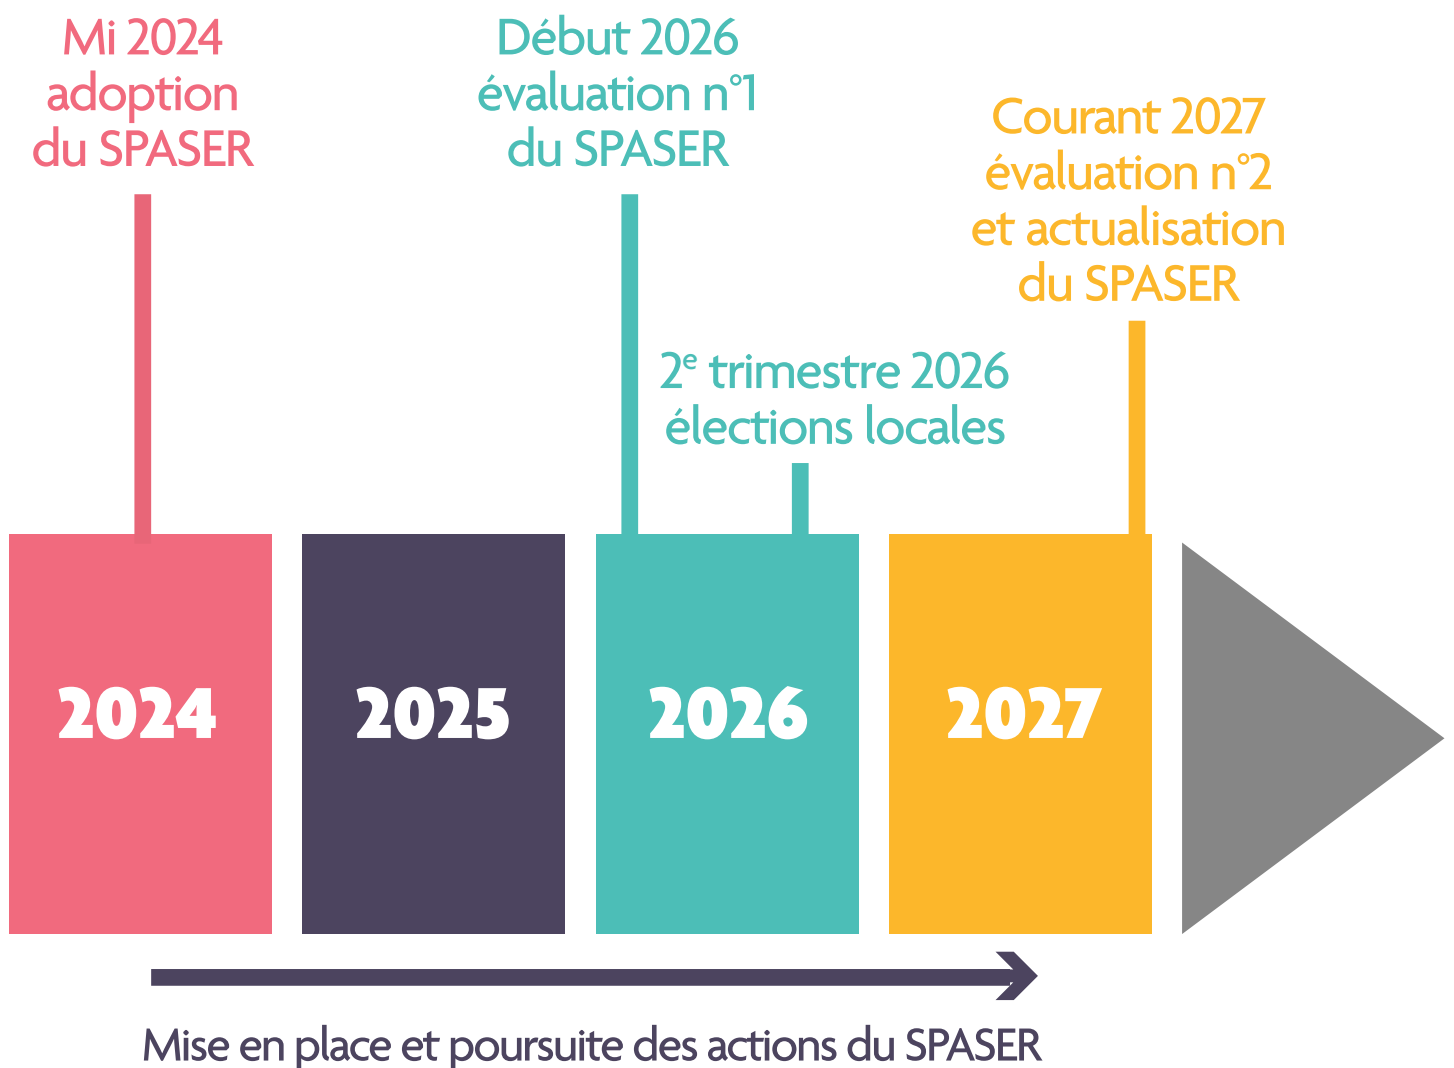 Mi 2024
adoption
du SPASER
Début 2026
évaluation n°1
du SPASER
Courant 2027
évaluation n°2
et actualisation
du SPASER
2e trimestre 2026
élections locales
2024
2025
2026
2027
Mise en place et poursuite des actions du SPASER